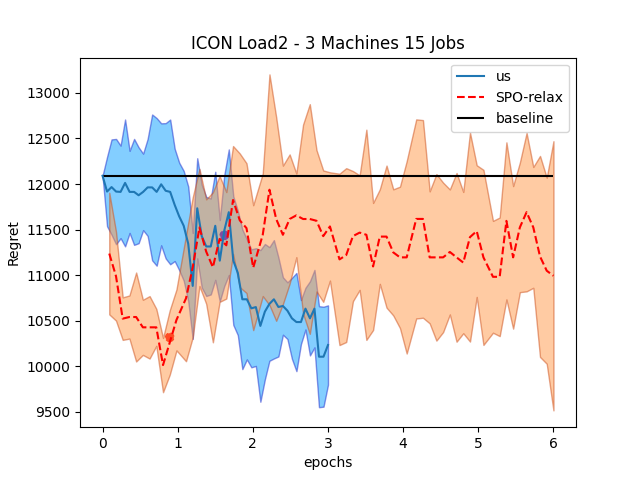 ICON Load2 - 3 Machines 15 Jobs
us
SPO-relax
baseline
Regret
13000
12500
12000
11500
11000
10500
10000
9500
0 1 2 3 4 5 6
epochs